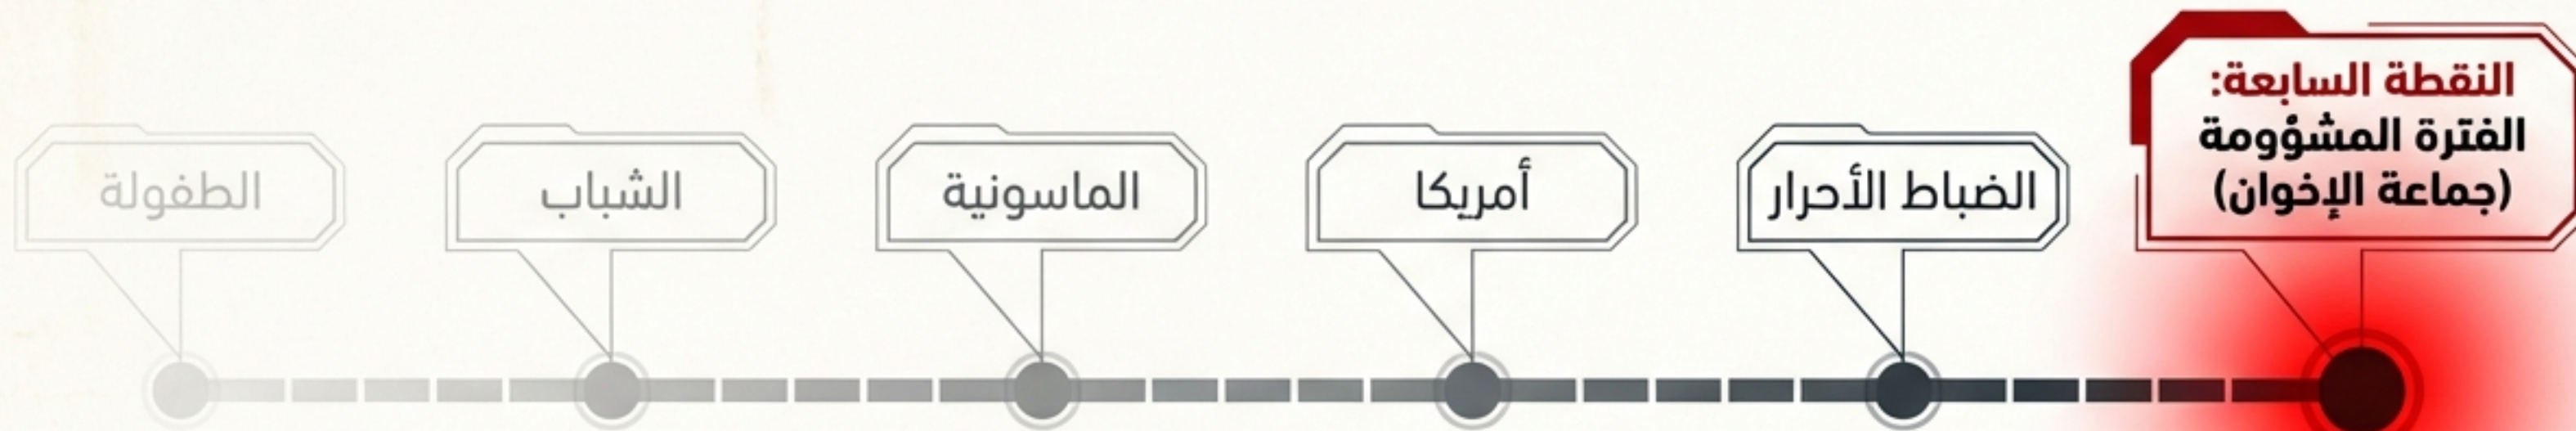 الطفولة
الشباب
الماسونية
أمريكا
الضباط الأحرار
النقطة السابعة:
الفترة المشؤومة
(جماعة الإخوان)